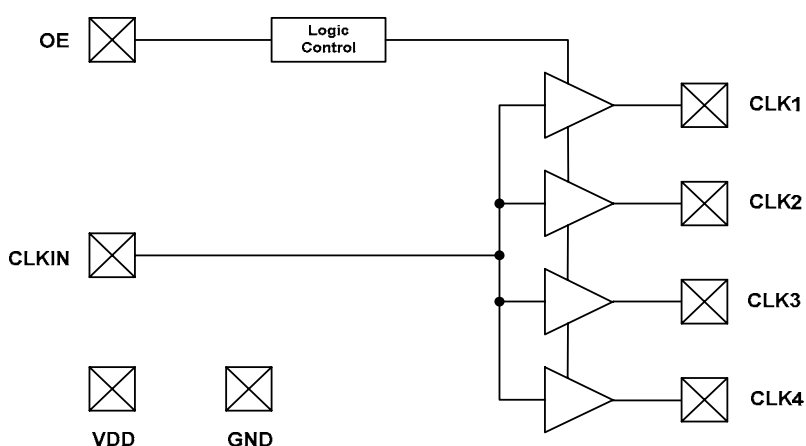 OE
Logic
Control
CLK1
CLK2
CLKIN
CLK3
CLK4
VDD
GND